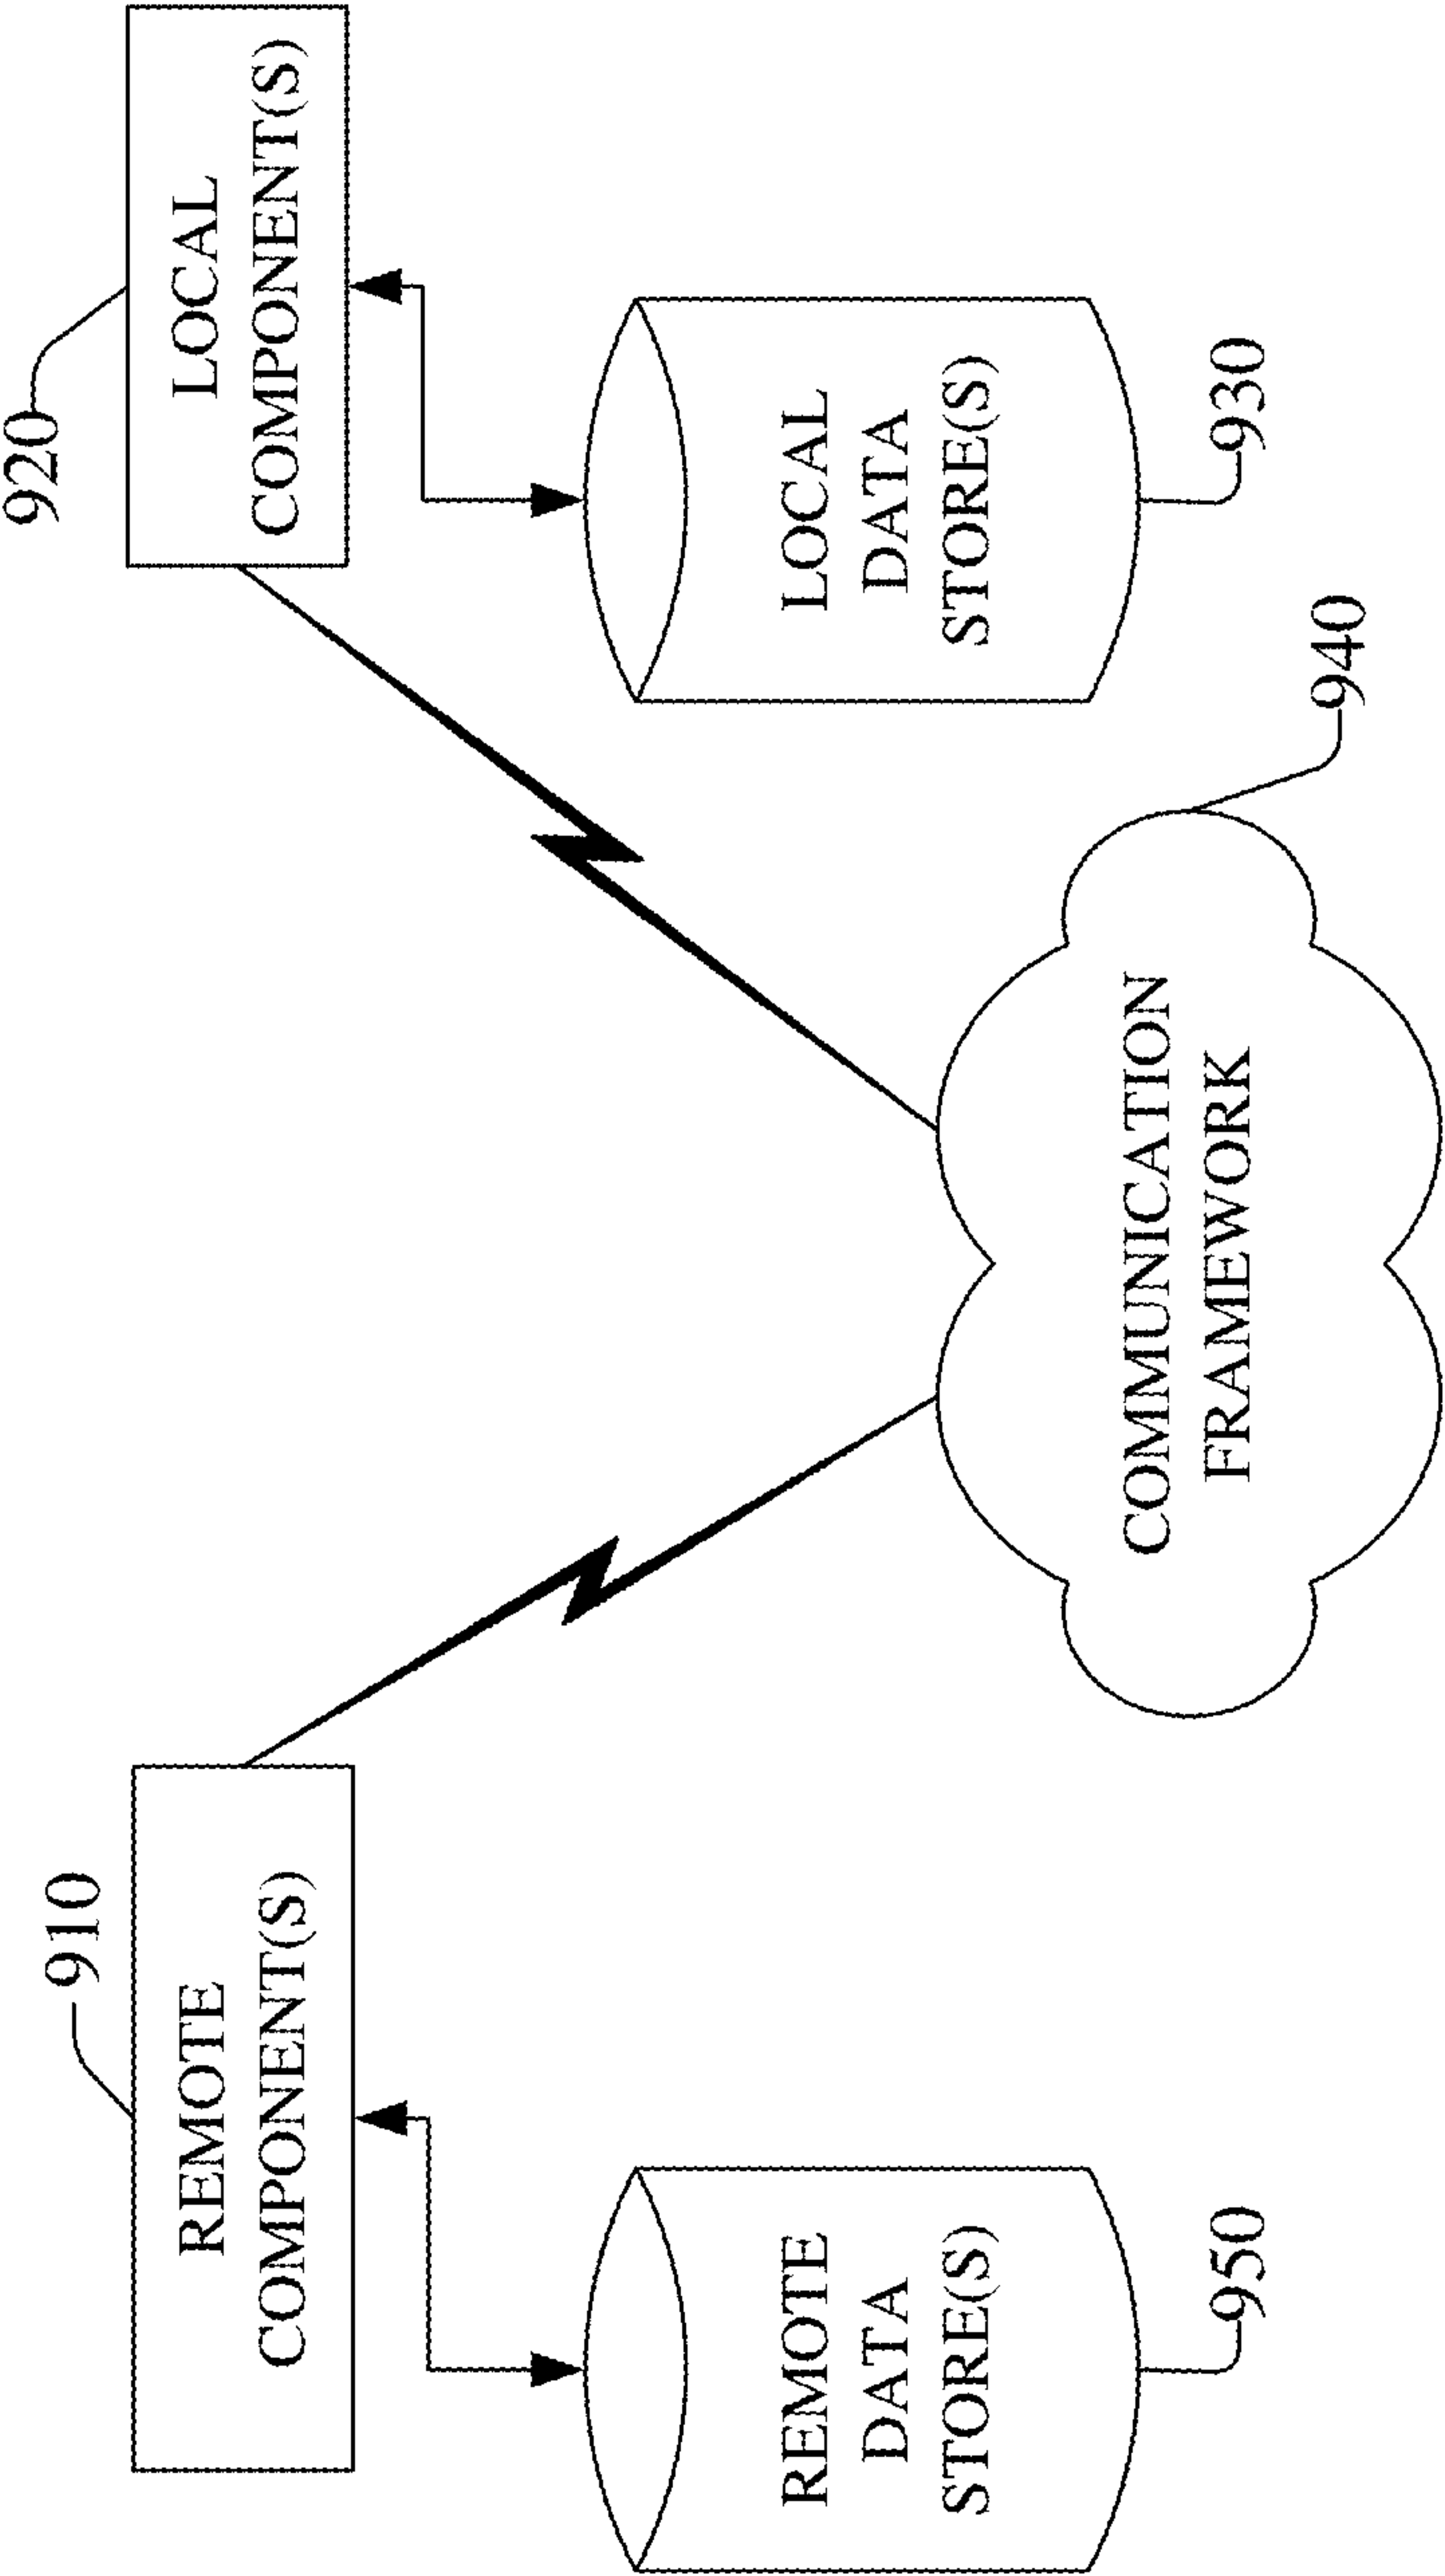 910
REMOTE
COMPONENT(S)
920
LOCAL
COMPONENT(S)
REMOTE
DATA
STORE(S)
950
LOCAL
DATA
STORE(S)
930
940
COMMUNICATION
FRAMEWORK